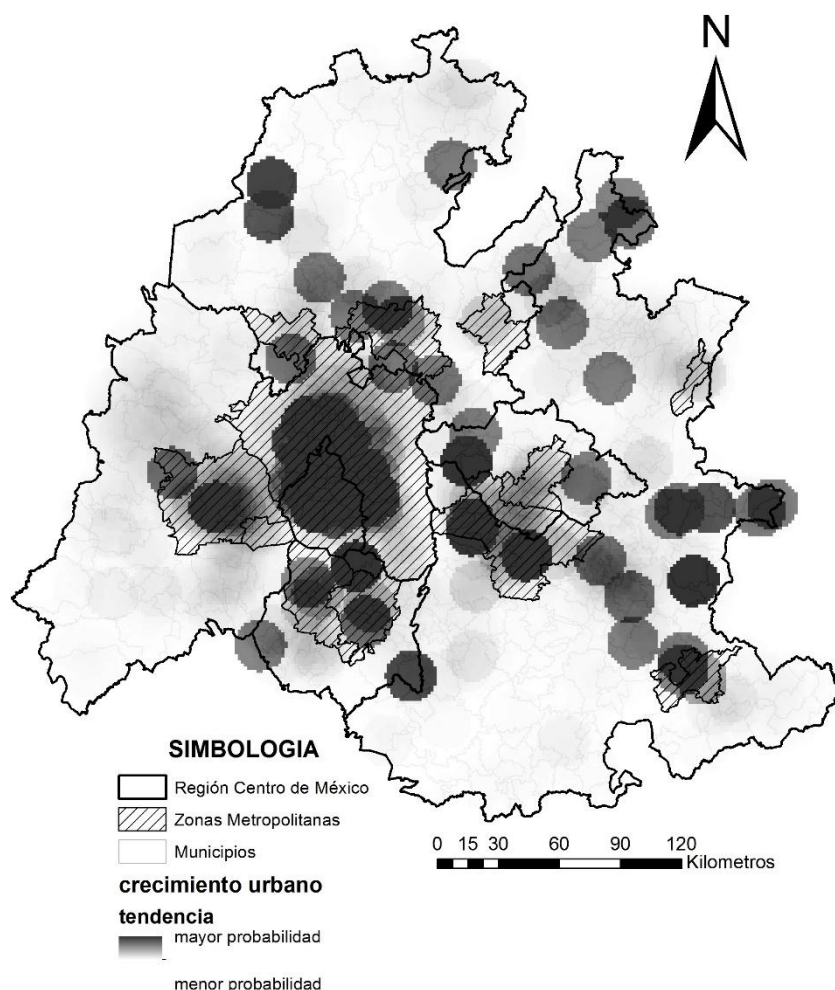 N
SIMBOLOGIA
Región Centro de México
Zonas Metropolitanas
Municipios
crecimiento urbano
tendencia
mayor probabilidad
menor probabilidad
0 15 30 60 90 120
Kilometros